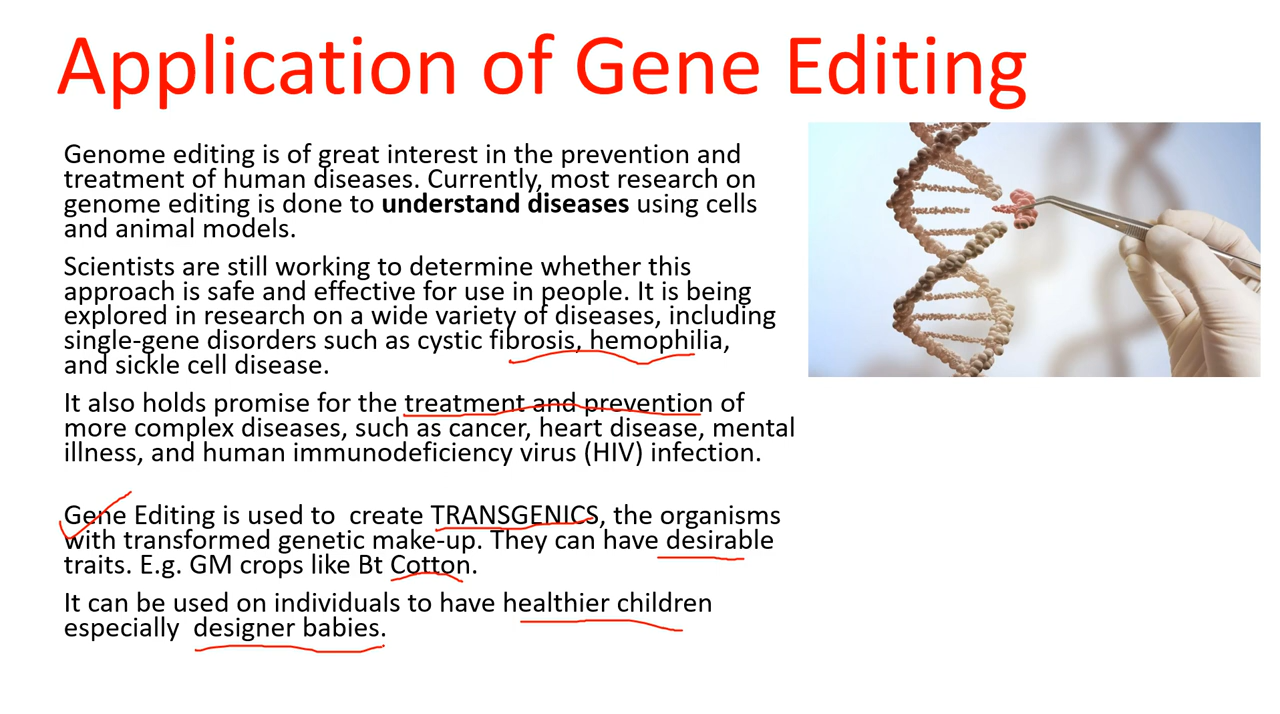 Application of Gene Editing
Genome editing is of great interest in the prevention and
treatment of human diseases. Currently, most research on
genome editing is done to understand diseases using cells
and animal models.
Scientists are still working to determine whether this
approach is safe and effective for use in people. It is being
explored in research on a wide variety of diseases, including
single-gene disorders such as cystic fibrosis, hemophilia,
and sickle cell disease.
It also holds promise for the treatment and prevention of
more complex diseases, such as cancer, heart disease, mental
illness, and human immunodeficiency virus (HIV) infection.
Gene Editing is used to  create TRANSGENICS, the organisms
with transformed genetic make-up. They can have desirable
traits. E.g. GM crops like Bt Cotton.
It can be used on individuals to have healthier children
especially  designer babies.